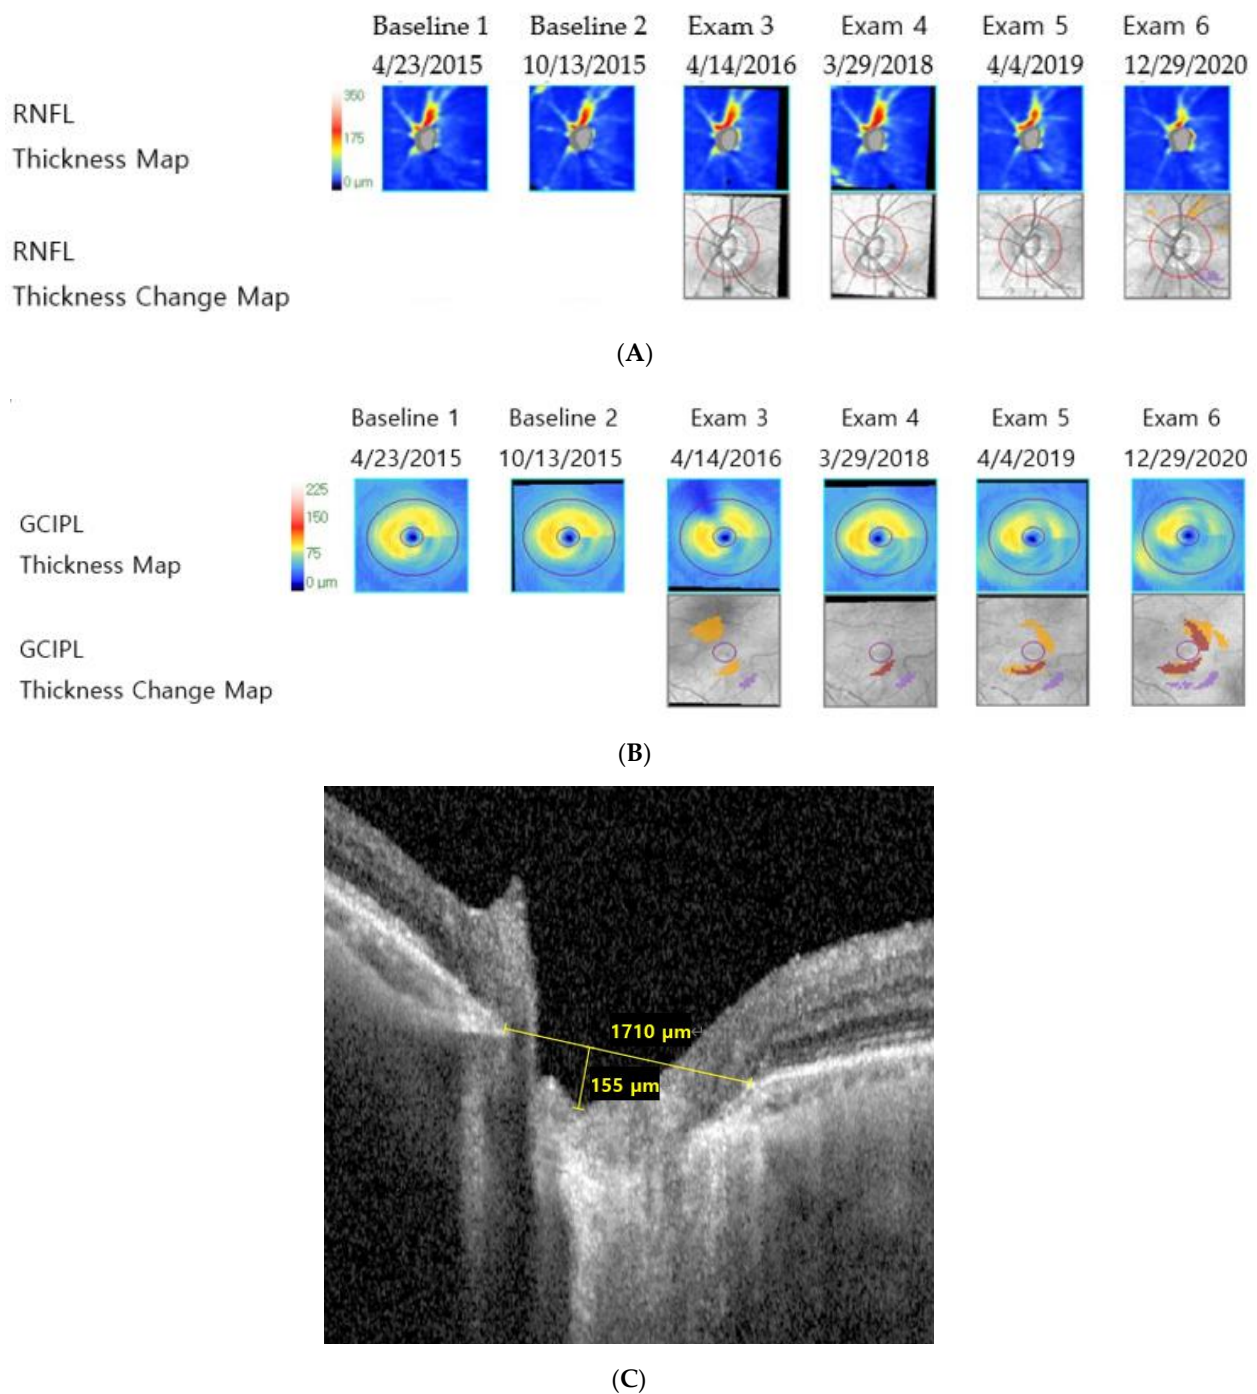 Baseline 1 Baseline 2 Exam 3 Exam 4 Exam 5 Exam 6
4/23/2015 10/13/2015 4/14/2016 3/29/2018 4/4/2019 12/29/2020
RNFL
Thickness Map
350
175
0 µm
RNFL
Thickness Change Map
(A)
Baseline 1 Baseline 2 Exam 3 Exam 4 Exam 5 Exam 6
4/23/2015 10/13/2015 4/14/2016 3/29/2018 4/4/2019 12/29/2020
GCIPL
Thickness Map
225
150
75
0 µm
GCIPL
Thickness Change Map
(B)
1710 µm
155 µm
(C)